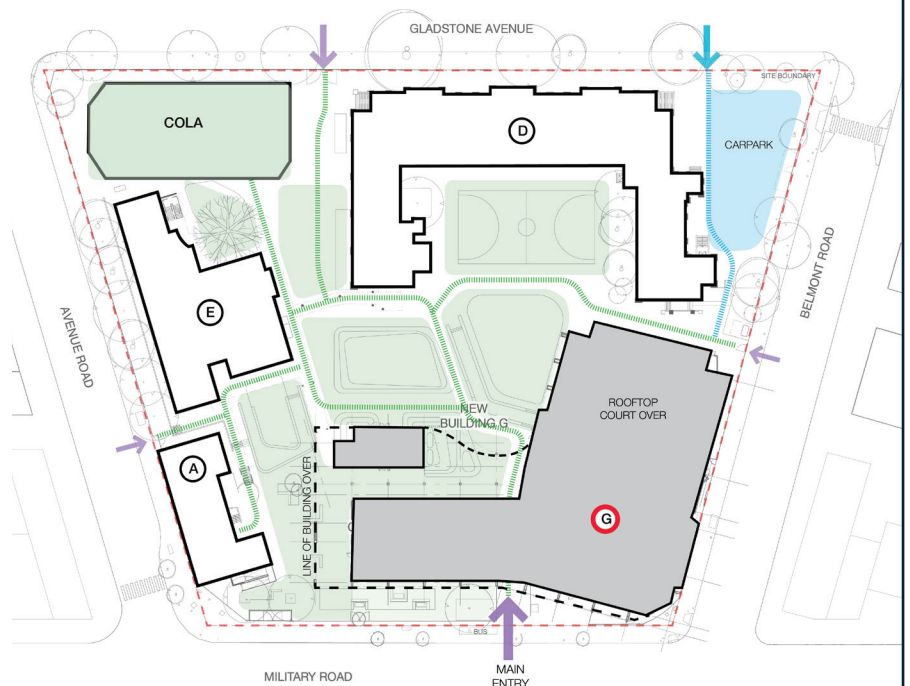 GLADSTONE AVENUE
SITE BOUNDARY
COLA
D
CARPARK
BELMONT ROAD
AVENUE ROAD
E
ROOFTOP
COURT OVER
NEW
BUILDING G
A
LINE OF BUILDING OVER
G
BUS
MILITARY ROAD
MAIN
ENTRY